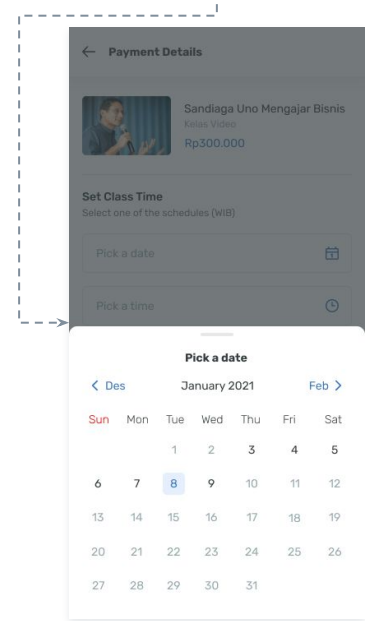 Payment Details
Sandiaga Uno Mengajar Bisnis
Kelas Video
Rp300.000
Set Class Time
Select one of the schedules (WIB)
Pick a date
Pick a time
Pick a date
Des January 2021 Feb
Sun Mon Tue Wed Thu Fri Sat
1 2 3 4 5
6 7 8 9 10 11 12
13 14 15 16 17 18 19
20 21 22 23 24 25 26
27 28 29 30 31